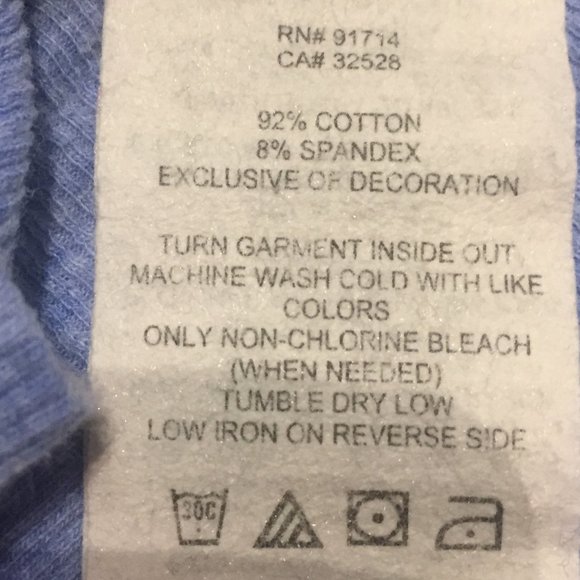 RN# 91714
CA# 32528
92% COTTON
8% SPANDEX
EXCLUSIVE OF DECORATION
TURN GARMENT INSIDE OUT
MACHINE WASH COLD WITH LIKE
COLORS
ONLY NON-CHLORINE BLEACH
(WHEN NEEDED)
TUMBLE DRY LOW
LOW IRON ON REVERSE SIDE
30C